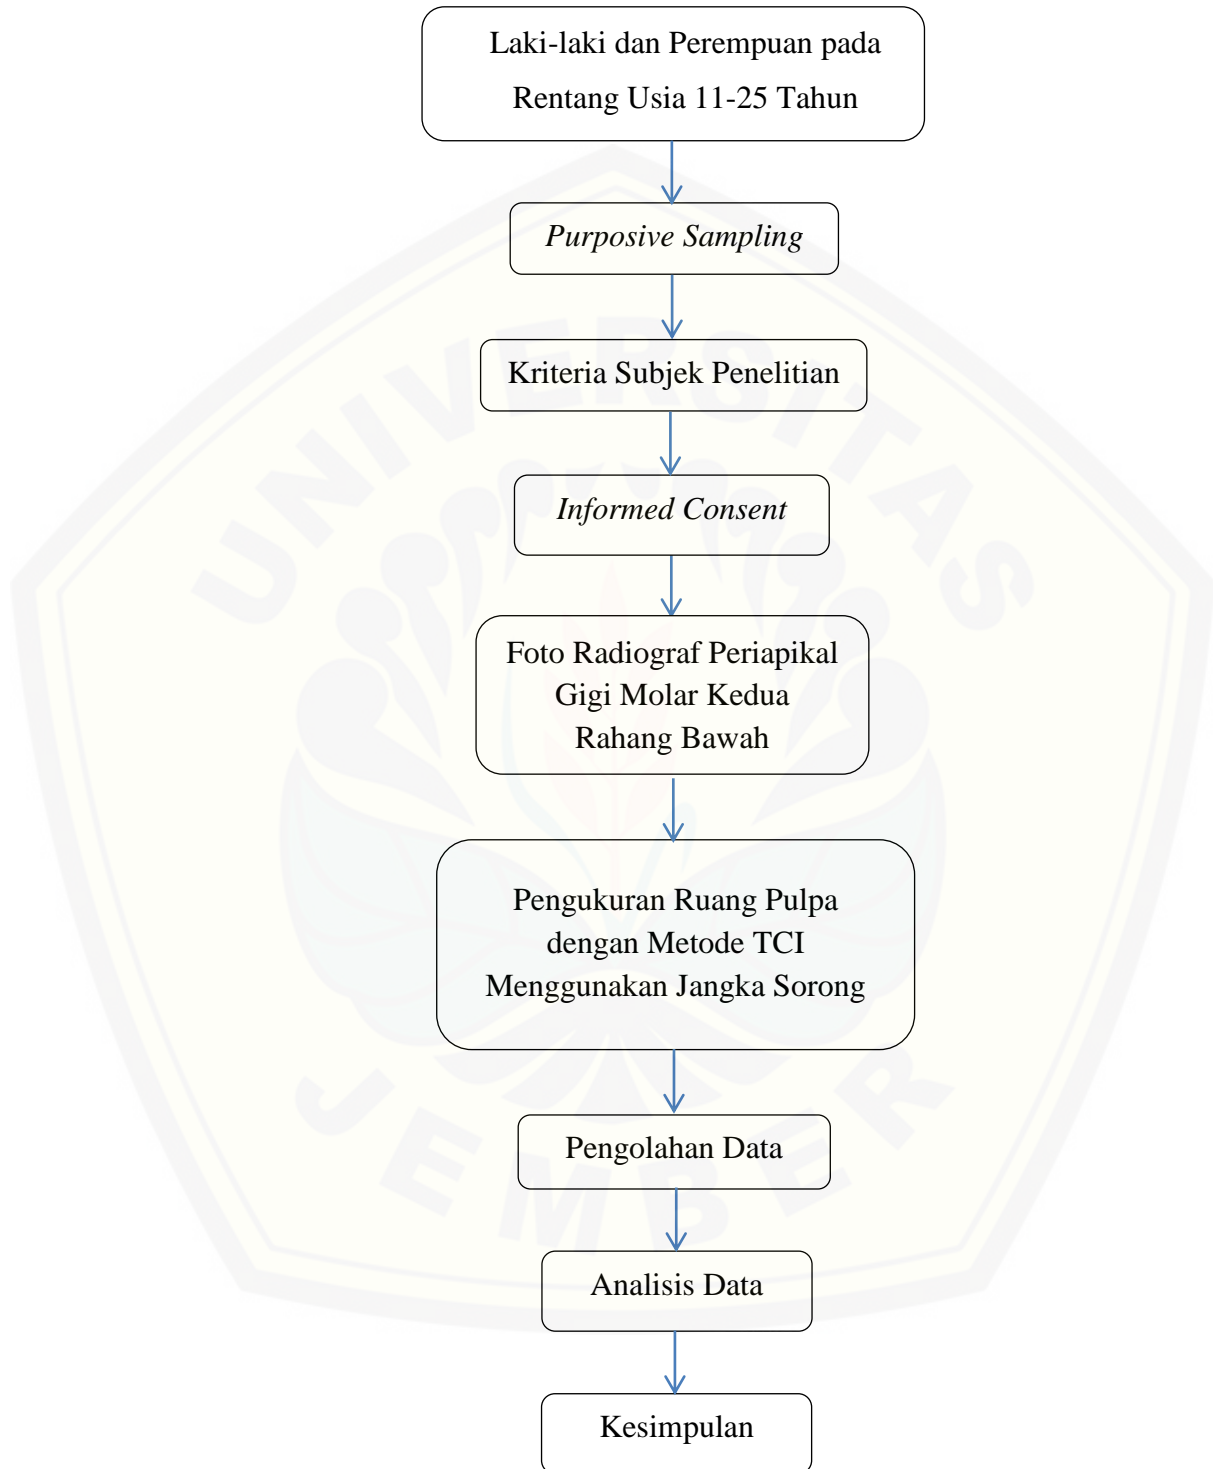 Laki-laki dan Perempuan pada
Rentang Usia 11-25 Tahun
Purposive Sampling
Kriteria Subjek Penelitian
Informed Consent
Foto Radiograf Periapikal
Gigi Molar Kedua
Rahang Bawah
Pengukuran Ruang Pulpa
dengan Metode TCI
Menggunakan Jangka Sorong
Pengolahan Data
Analisis Data
Kesimpulan
UNIVERSITAS
JEMBER